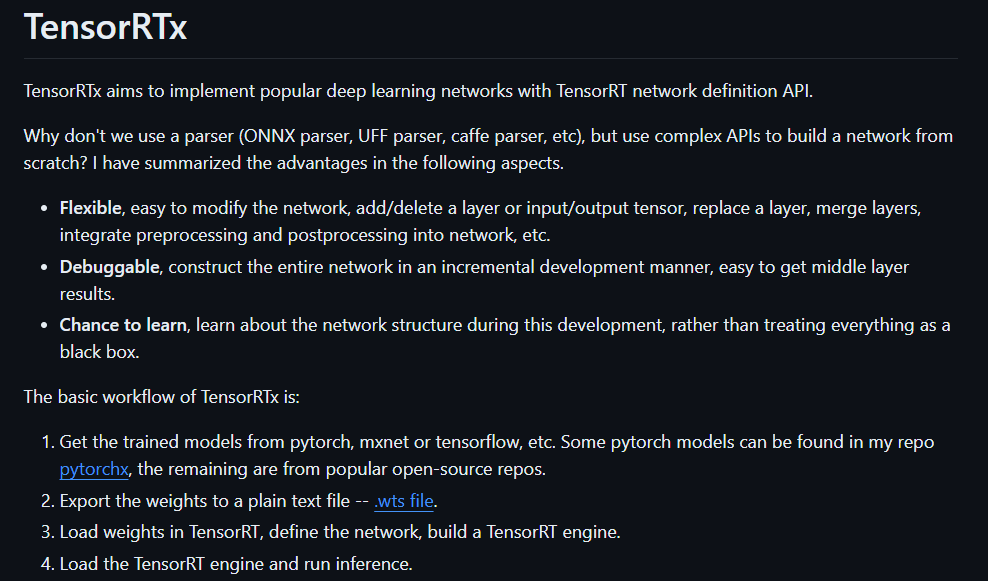 TensorRTx
TensorRTx aims to implement popular deep learning networks with TensorRT network definition API.
Why don't we use a parser (ONNX parser, UFF parser, caffe parser, etc), but use complex APIs to build a network from
scratch? I have summarized the advantages in the following aspects.
• Flexible, easy to modify the network, add/delete a layer or input/output tensor, replace a layer, merge layers,
integrate preprocessing and postprocessing into network, etc.
• Debuggable, construct the entire network in an incremental development manner, easy to get middle layer
results.
• Chance to learn, learn about the network structure during this development, rather than treating everything as a
black box.
The basic workflow of TensorRTx is:
1. Get the trained models from pytorch, mxnet or tensorflow, etc. Some pytorch models can be found in my repo
pytorchx, the remaining are from popular open-source repos.
2. Export the weights to a plain text file -- .wts file.
3. Load weights in TensorRT, define the network, build a TensorRT engine.
4. Load the TensorRT engine and run inference.